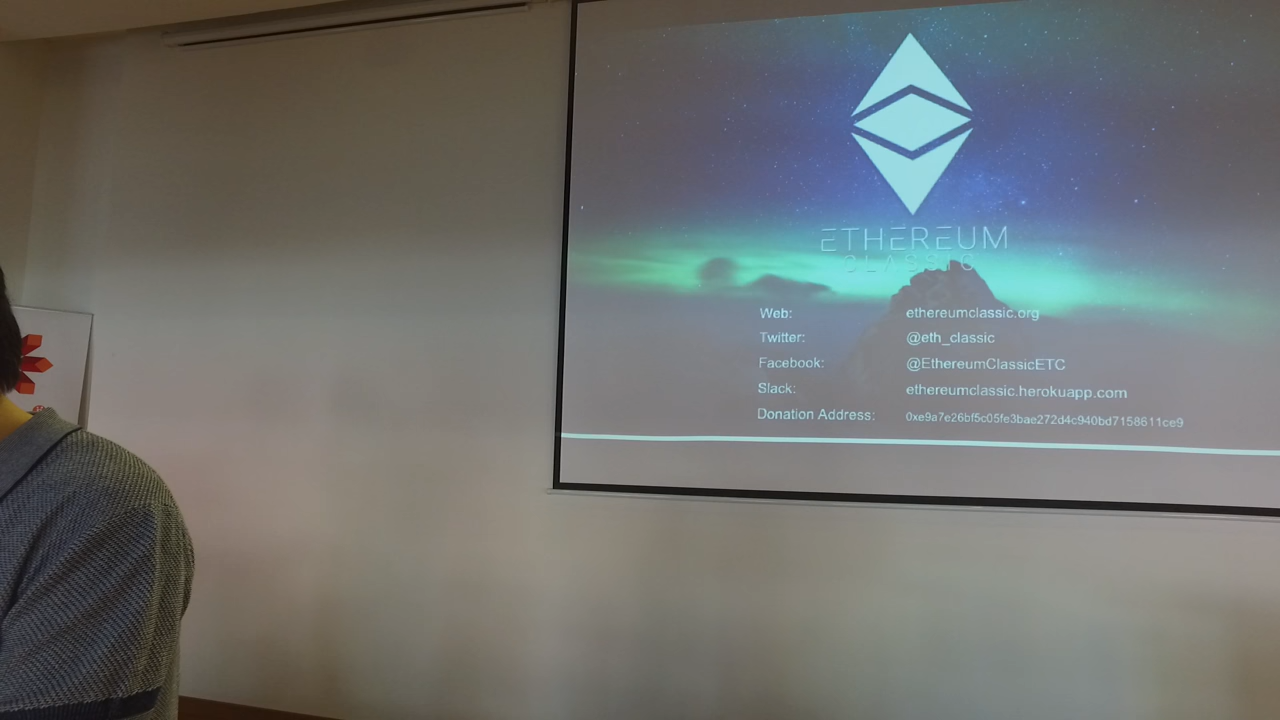 ETHEREUM
CLASSIC
Web: ethereumclassic.org
Twitter: @eth_classic
Facebook: @EthereumClassicETC
Slack: ethereumclassic.herokuapp.com
Donation Address: 0xe9a7e26bf5c05fe3bae272d4c940bd7158611ce9